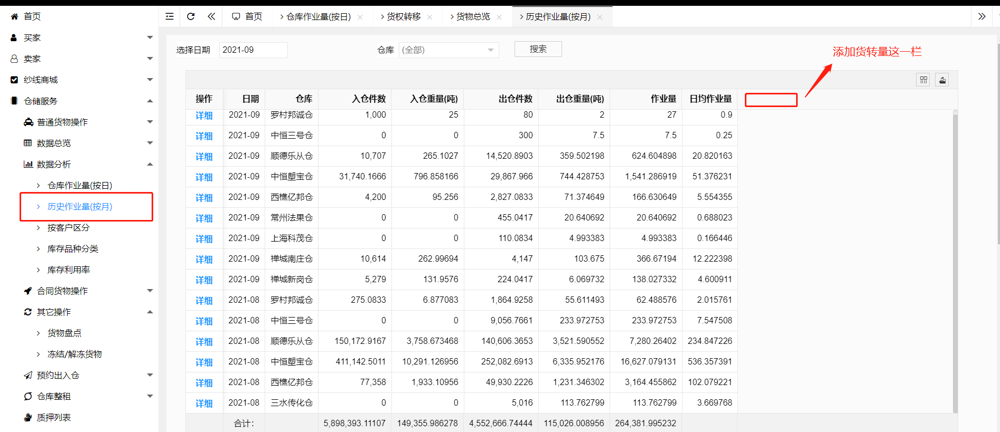 首页
买家
卖家
纱线商城
仓储服务
普通货物操作
数据总览
数据分析
仓库作业量(按日)
历史作业量(按月)
按客户区分
库存品种分类
库存利用率
合同货物操作
其它操作
货物盘点
冻结/解冻货物
预约出入仓
仓库整租
质押列表
首页 仓库作业量(按日) 货权转移 货物总览 历史作业量(按月)
选择日期 2021-09 仓库 (全部) 搜索
添加货转量这一栏
操作 日期 仓库 入仓件数 入仓重量(吨) 出仓件数 出仓重量(吨) 作业量 日均作业量
详细 2021-09 罗村邦诚仓 1,000 25 80 2 27 0.9
详细 2021-09 中恒三号仓 0 0 300 7.5 7.5 0.25
详细 2021-09 顺德乐从仓 10,707 265.1027 14,520.8903 359.502198 624.604898 20.820163
详细 2021-09 中恒塱宝仓 31,740.1666 796.858166 29,867.966 744.428753 1,541.286919 51.376231
详细 2021-09 西樵亿邦仓 4,200 95.256 2,827.0833 71.374649 166.630649 5.554355
详细 2021-09 常州法果仓 0 0 455.0417 20.640692 20.640692 0.688023
详细 2021-09 上海科茂仓 0 0 110.0834 4.993383 4.993383 0.166446
详细 2021-09 禅城南庄仓 10,614 262.99694 4,147 103.675 366.67194 12.222398
详细 2021-09 禅城新岗仓 5,279 131.9576 224.0417 6.069732 138.027332 4.600911
详细 2021-08 罗村邦诚仓 275.0833 6.877083 1,864.9258 55.611493 62.488576 2.015761
详细 2021-08 中恒三号仓 0 0 9,056.7661 233.972753 233.972753 7.547508
详细 2021-08 顺德乐从仓 150,172.9167 3,758.673468 140,606.3653 3,521.590552 7,280.26402 234.847226
详细 2021-08 中恒塱宝仓 411,142.5011 10,291.126956 252,082.6913 6,335.952176 16,627.079131 536.357391
详细 2021-08 西樵亿邦仓 77,358 1,933.10956 49,930.2226 1,231.346302 3,164.455862 102.079221
详细 2021-08 三水传化仓 0 0 5,016 113.762799 113.762799 3.669768
合计: 5,898,393.11107 149,355.986278 4,552,666.74444 115,026.008956 264,381.995232